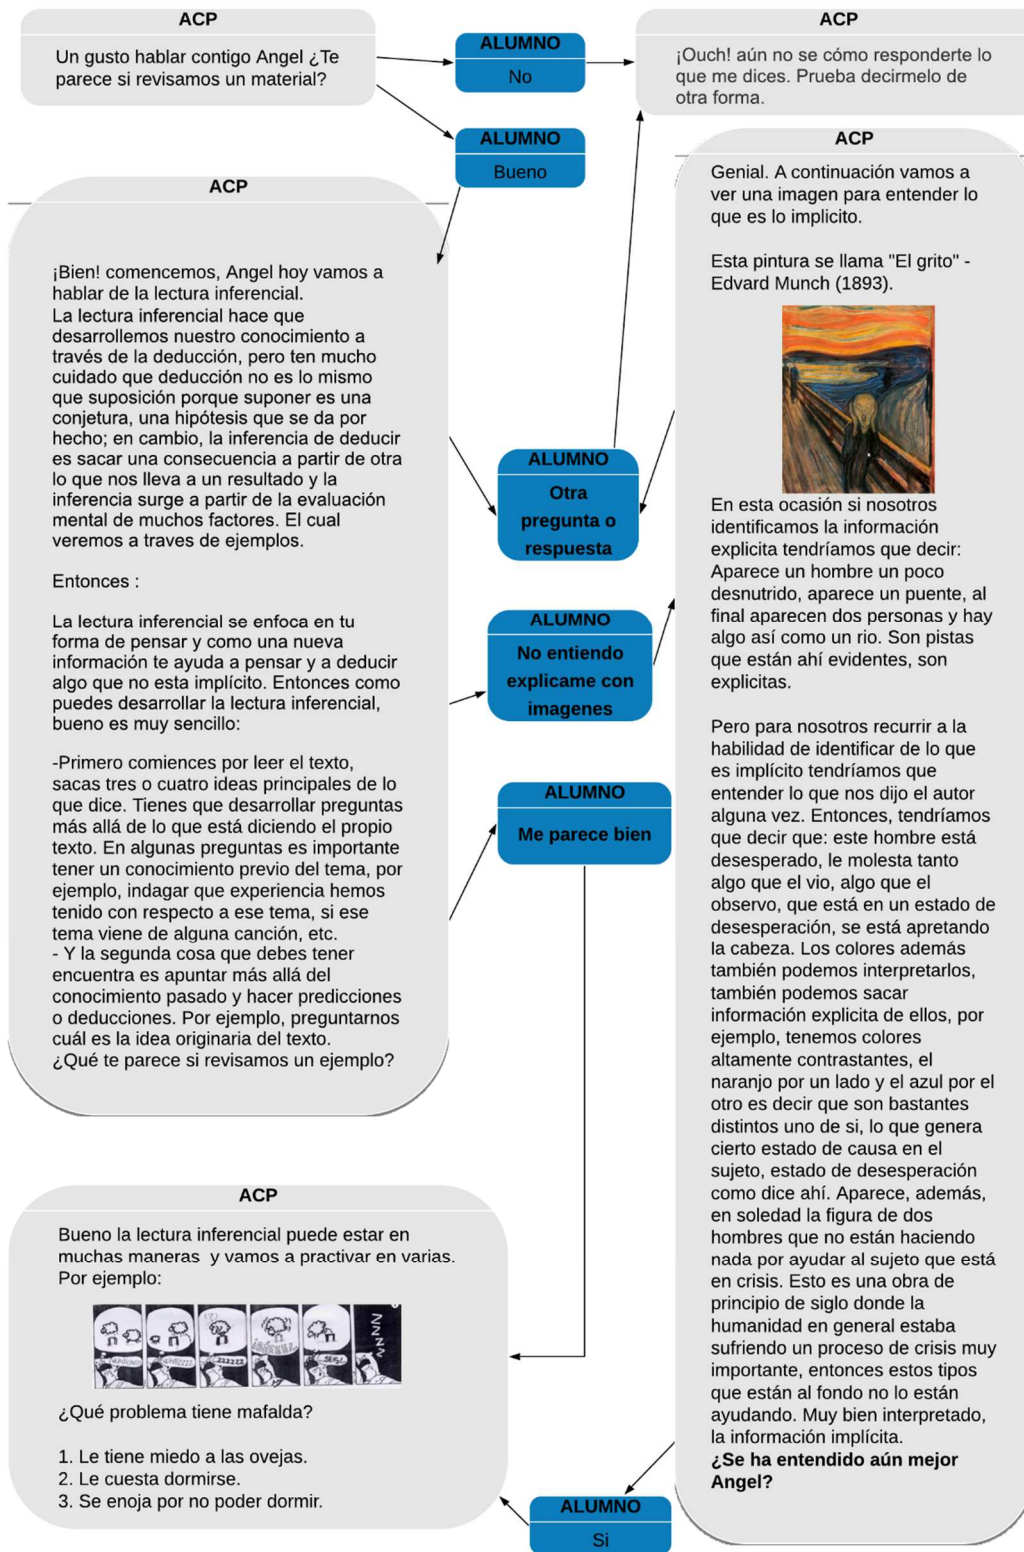 ACP
Un gusto hablar contigo Angel ¿Te
parece si revisamos un material?
ALUMNO
No
ACP
¡Ouch! aún no se cómo responderte lo
que me dices. Prueba decirmelo de
otra forma.
ALUMNO
Bueno
ACP
¡Bien! comencemos, Angel hoy vamos a
hablar de la lectura inferencial.
La lectura inferencial hace que
desarrollemos nuestro conocimiento a
través de la deducción, pero ten mucho
cuidado que deducción no es lo mismo
que suposición porque suponer es una
conjetura, una hipótesis que se da por
hecho; en cambio, la inferencia de deducir
es sacar una consecuencia a partir de otra
lo que nos lleva a un resultado y la
inferencia surge a partir de la evaluación
mental de muchos factores. El cual
veremos a traves de ejemplos.
Entonces :
La lectura inferencial se enfoca en tu
forma de pensar y como una nueva
información te ayuda a pensar y a deducir
algo que no esta implícito. Entonces como
puedes desarrollar la lectura inferencial,
bueno es muy sencillo:
-Primero comiences por leer el texto,
sacas tres o cuatro ideas principales de lo
que dice. Tienes que desarrollar preguntas
más allá de lo que está diciendo el propio
texto. En algunas preguntas es importante
tener un conocimiento previo del tema, por
ejemplo, indagar que experiencia hemos
tenido con respecto a ese tema, si ese
tema viene de alguna canción, etc.
- Y la segunda cosa que debes tener
encuentra es apuntar más allá del
conocimiento pasado y hacer predicciones
o deducciones. Por ejemplo, preguntarnos
cuál es la idea originaria del texto.
¿Qué te parece si revisamos un ejemplo?
ALUMNO
Otra
pregunta o
respuesta
ALUMNO
No entiendo
explicame con
imagenes
ALUMNO
Me parece bien
ACP
Genial. A continuación vamos a
ver una imagen para entender lo
que es lo implicito.
Esta pintura se llama "El grito" -
Edvard Munch (1893).
En esta ocasión si nosotros
identificamos la información
explicita tendríamos que decir:
Aparece un hombre un poco
desnutrido, aparece un puente, al
final aparecen dos personas y hay
algo así como un rio. Son pistas
que están ahí evidentes, son
explicitas.
Pero para nosotros recurrir a la
habilidad de identificar de lo que
es implícito tendríamos que
entender lo que nos dijo el autor
alguna vez. Entonces, tendríamos
que decir que: este hombre está
desesperado, le molesta tanto
algo que el vio, algo que el
observo, que está en un estado de
desesperación, se está apretando
la cabeza. Los colores además
también podemos interpretarlos,
también podemos sacar
información explicita de ellos, por
ejemplo, tenemos colores
altamente contrastantes, el
naranjo por un lado y el azul por el
otro es decir que son bastantes
distintos uno de si, lo que genera
cierto estado de causa en el
sujeto, estado de desesperación
como dice ahí. Aparece, además,
en soledad la figura de dos
hombres que no están haciendo
nada por ayudar al sujeto que está
en crisis. Esto es una obra de
principio de siglo donde la
humanidad en general estaba
sufriendo un proceso de crisis muy
importante, entonces estos tipos
que están al fondo no lo están
ayudando. Muy bien interpretado,
la información implícita.
¿Se ha entendido aún mejor
Angel?
ALUMNO
Si
ACP
Bueno la lectura inferencial puede estar en
muchas maneras y vamos a practivar en varias.
Por ejemplo:
ZZZZ
¿Qué problema tiene mafalda?
1. Le tiene miedo a las ovejas.
2. Le cuesta dormirse.
3. Se enoja por no poder dormir.